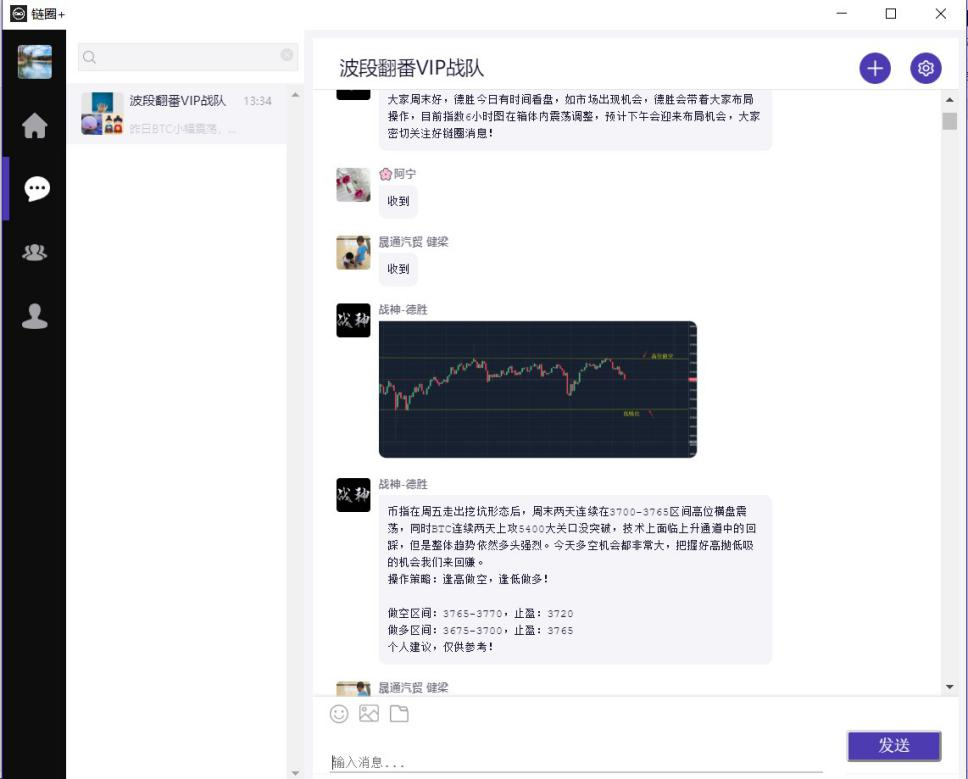 链圈+
波段翻番VIP战队 13:34
昨日BTC小幅震荡，...
波段翻番VIP战队
大家周末好，德胜今日有时间看盘，如市场出现机会，德胜会带着大家布局
操作，目前指数6小时图在箱体内震荡调整，预计下午会迎来布局机会，大家
密切关注好链圈消息！
阿宁
收到
晟通汽贸 健梁
收到
战神-德胜
战神
高位做空
战神-德胜
战神
币指在周五走出挖坑形态后，周末两天连续在3700-3765区间高位横盘震
荡，同时BTC连续两天上攻5400大关口没突破，技术上面临上升通道中的回
踩，但是整体趋势依然多头强烈。今天多空机会都非常大，把握好高抛低吸
的机会我们来回赚。
操作策略：逢高做空，逢低做多！
做空区间：3765-3770，止盈：3720
做多区间：3675-3700，止盈：3765
个人建议，仅供参考！
晟通汽贸 健梁
输入消息...
发送